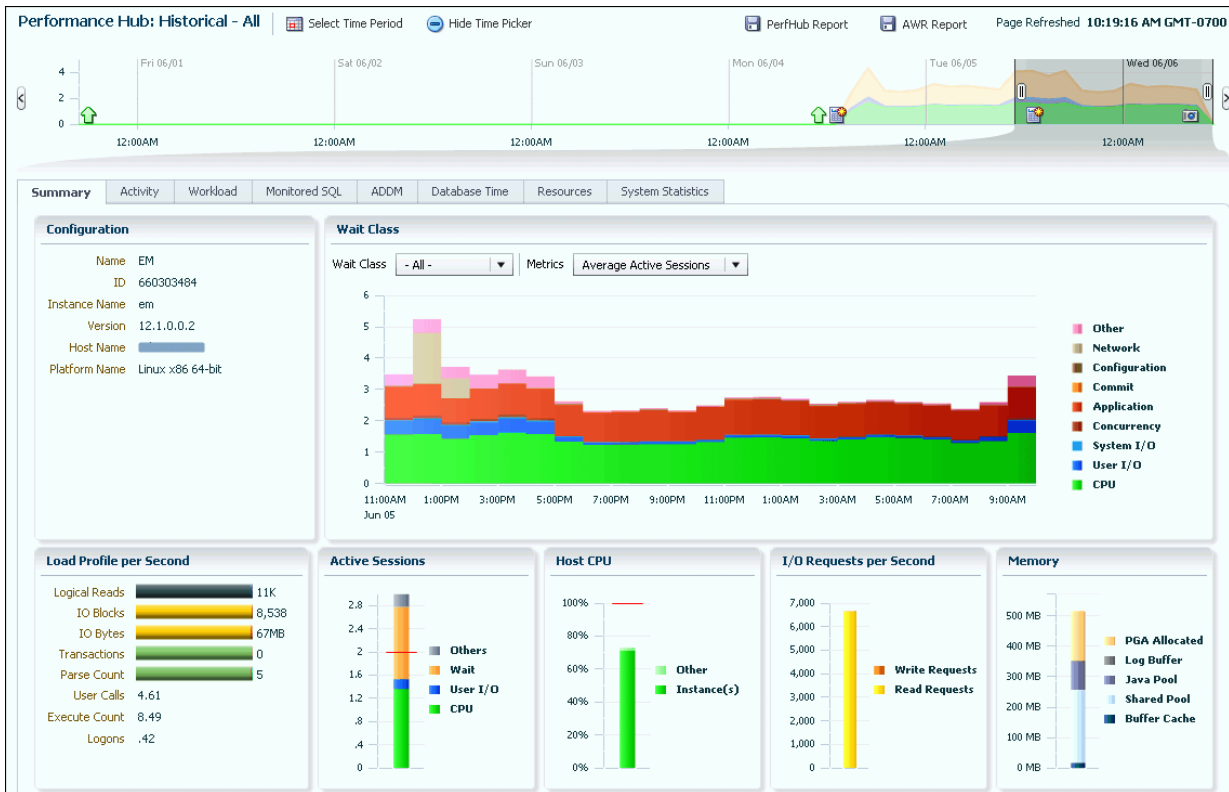 Performance Hub: Historical - All
Select Time Period
Hide Time Picker
PerfHub Report
AWR Report
Page Refreshed 10:19:16 AM GMT-0700
Fri 06/01
Sat 06/02
Sun 06/03
Mon 06/04
Tue 06/05
Wed 06/06
4
2
0
12:00AM
12:00AM
12:00AM
12:00AM
12:00AM
12:00AM
Summary
Activity
Workload
Monitored SQL
ADDM
Database Time
Resources
System Statistics
Configuration
Name EM
ID 660303484
Instance Name em
Version 12.1.0.0.2
Host Name
Platform Name Linux x86 64-bit
Wait Class
Wait Class - All - Metrics Average Active Sessions
6
5
4
3
2
1
0
11:00AM
1:00PM
3:00PM
5:00PM
7:00PM
9:00PM
11:00PM
1:00AM
3:00AM
5:00AM
7:00AM
9:00AM
Jun 05
Other
Network
Configuration
Commit
Application
Concurrency
System I/O
User I/O
CPU
Load Profile per Second
Logical Reads 11K
IO Blocks 8,538
IO Bytes 67MB
Transactions 0
Parse Count 5
User Calls 4.61
Execute Count 8.49
Logons .42
Active Sessions
2.8
2.4
2
1.6
1.2
.8
.4
0
Others
Wait
User I/O
CPU
Host CPU
100%
80%
60%
40%
20%
0%
Other
Instance(s)
I/O Requests per Second
7,000
6,000
5,000
4,000
3,000
2,000
1,000
0
Write Requests
Read Requests
Memory
500 MB
400 MB
300 MB
200 MB
100 MB
0 MB
PGA Allocated
Log Buffer
Java Pool
Shared Pool
Buffer Cache